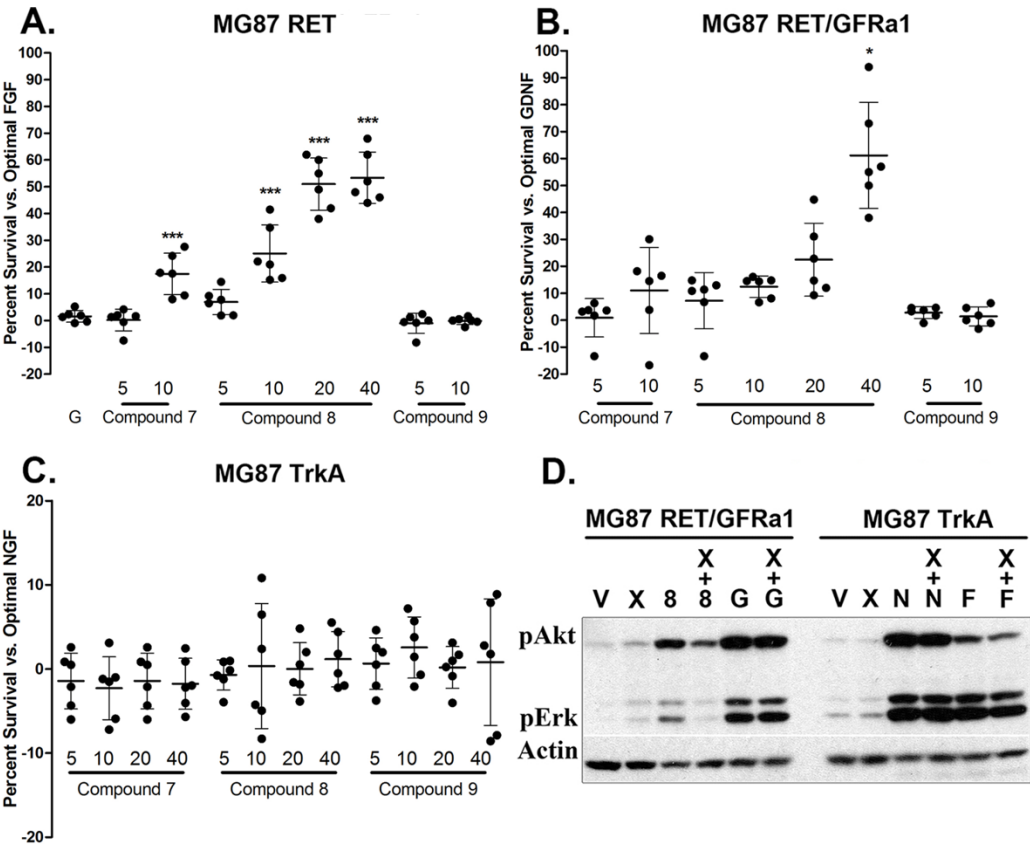 A.
MG87 RET
Percent Survival vs. Optimal FGF
100
90
80
70
60
50
40
30
20
10
0
-10
-20
***
***
***
***
5 10 5 10 20 40 5 10
G Compound 7 Compound 8 Compound 9
B.
MG87 RET/GFRa1
Percent Survival vs. Optimal GDNF
100
90
80
70
60
50
40
30
20
10
0
-10
-20
*
5 10 5 10 20 40 5 10
Compound 7 Compound 8 Compound 9
C.
MG87 TrkA
Percent Survival vs. Optimal NGF
20
10
0
-10
-20
5 10 20 40 5 10 20 40 5 10 20 40
Compound 7 Compound 8 Compound 9
D.
MG87 RET/GFRa1 MG87 TrkA
X X X X
+ + + +
V X 8 8 G G V X N N F F
pAkt
pErk
Actin